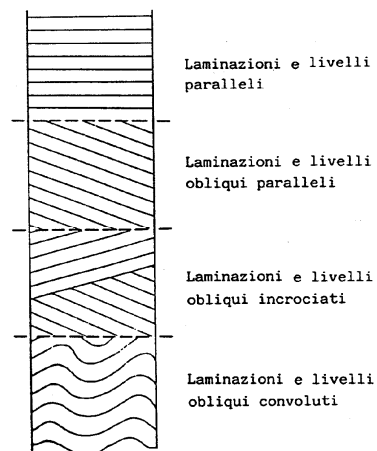 Laminazioni e livelli
paralleli
Laminazioni e livelli
obliqui paralleli
Laminazioni e livelli
obliqui incrociati
Laminazioni e livelli
obliqui convoluti